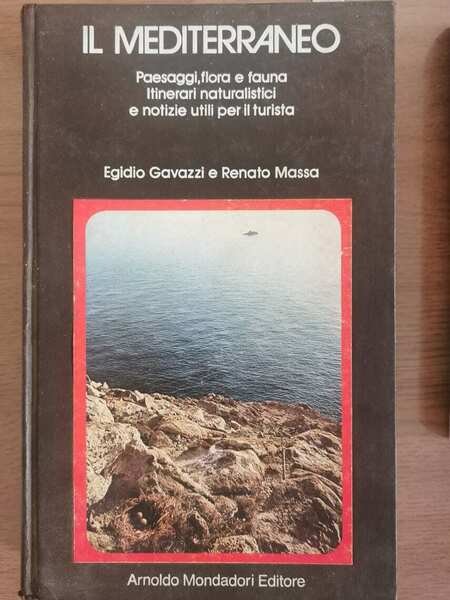 IL MEDITERRANEO
Paesaggi,flora e fauna
Itinerari naturalistici
e notizie utili per il turista
Egidio Gavazzi e Renato Massa
Arnoldo Mondadori Editore